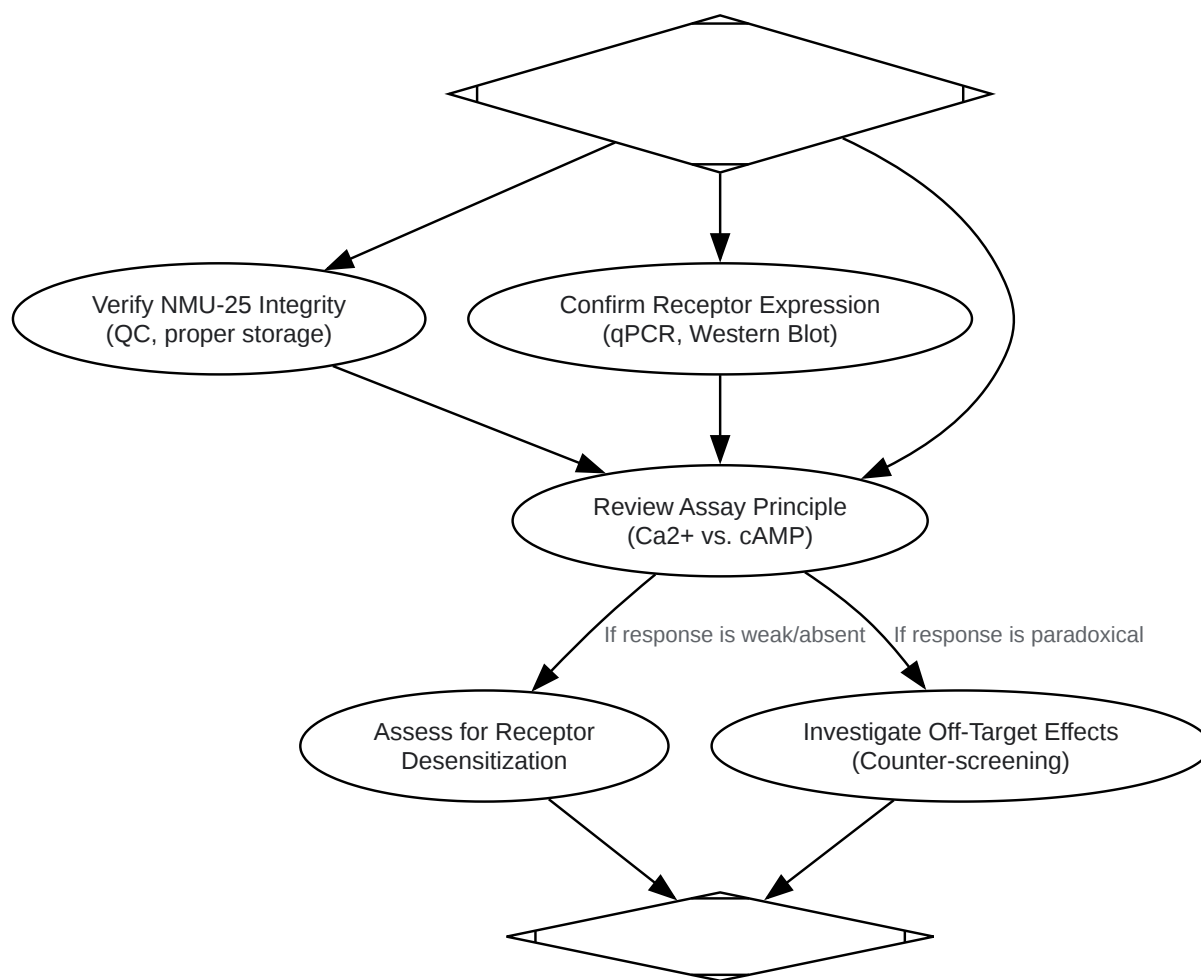 Verify NMU-25 Integrity
(QC, proper storage)
Confirm Receptor Expression
(qPCR, Western Blot)
Review Assay Principle
(Ca2+ vs. cAMP)
If response is weak/absent
If response is paradoxical
Assess for Receptor
Desensitization
Investigate Off-Target Effects
(Counter-screening)